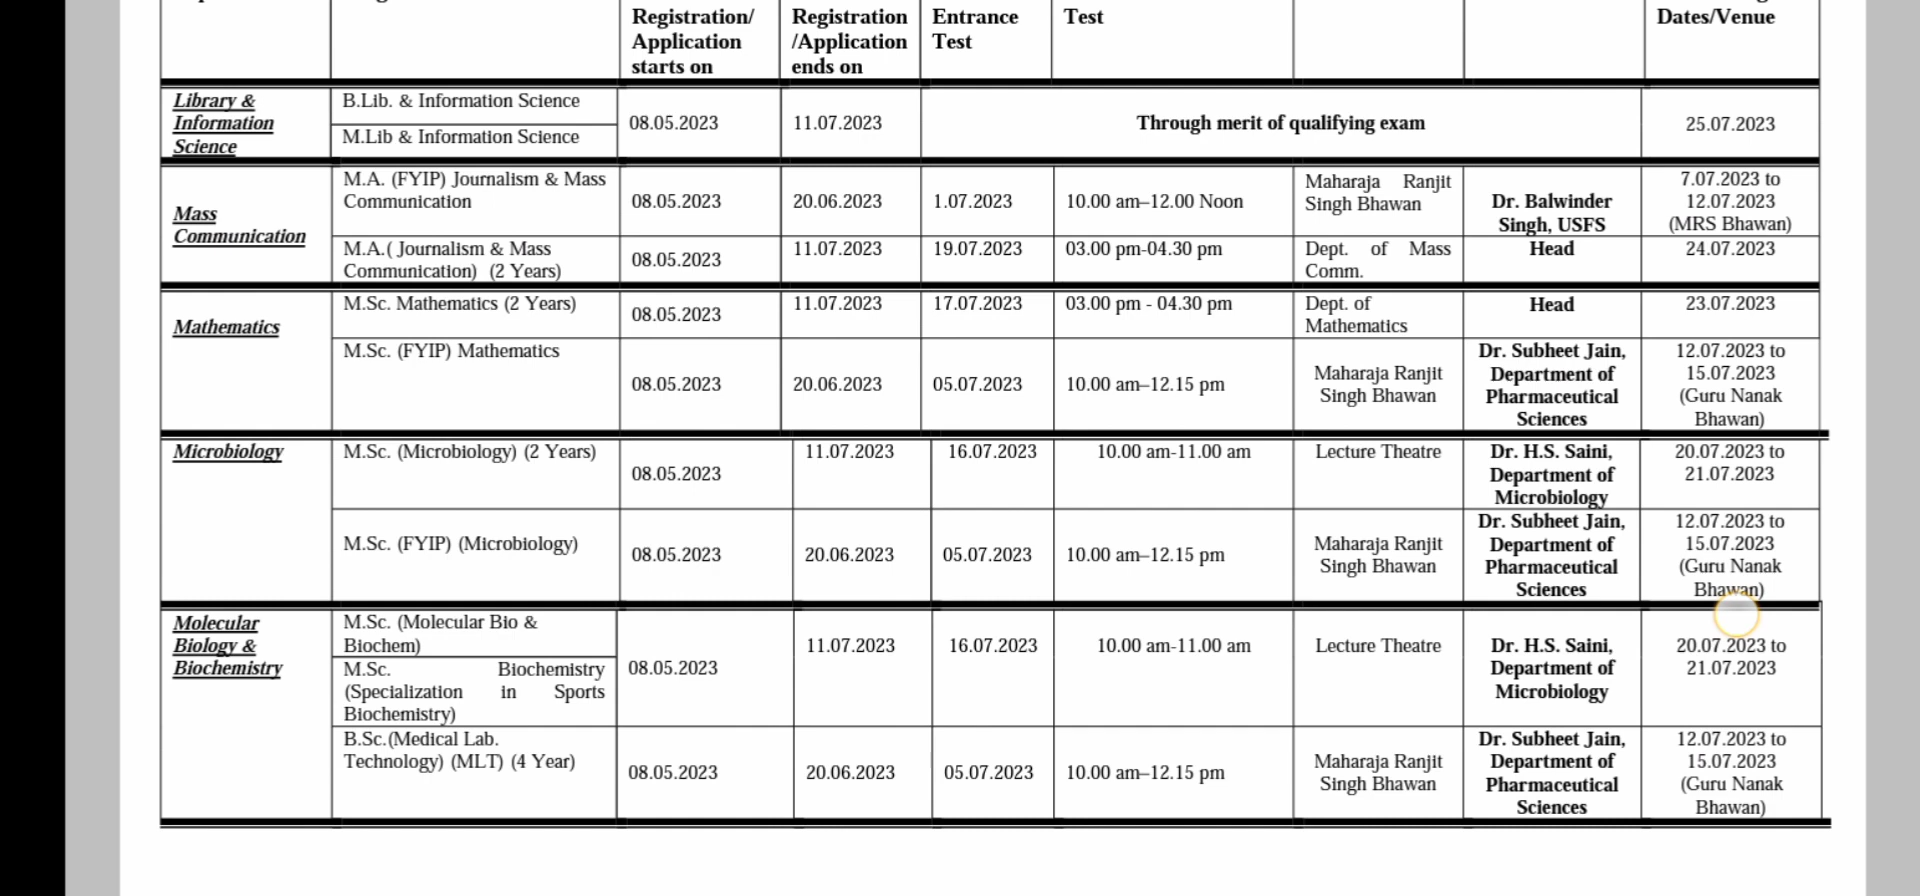 Registration/
Application
starts on
Registration
/Application
ends on
Entrance
Test
Test
Dates/Venue
Library &
Information
Science
B.Lib. & Information Science
M.Lib & Information Science
08.05.2023
11.07.2023
Through merit of qualifying exam
25.07.2023
Mass
Communication
M.A. (FYIP) Journalism & Mass
Communication
08.05.2023
20.06.2023
1.07.2023
10.00 am–12.00 Noon
Maharaja Ranjit
Singh Bhawan
Dr. Balwinder
Singh, USFS
7.07.2023 to
12.07.2023
(MRS Bhawan)
M.A.( Journalism & Mass
Communication) (2 Years)
08.05.2023
11.07.2023
19.07.2023
03.00 pm-04.30 pm
Dept. of Mass
Comm.
Head
24.07.2023
Mathematics
M.Sc. Mathematics (2 Years)
08.05.2023
11.07.2023
17.07.2023
03.00 pm - 04.30 pm
Dept. of
Mathematics
Head
23.07.2023
M.Sc. (FYIP) Mathematics
08.05.2023
20.06.2023
05.07.2023
10.00 am–12.15 pm
Maharaja Ranjit
Singh Bhawan
Dr. Subheet Jain,
Department of
Pharmaceutical
Sciences
12.07.2023 to
15.07.2023
(Guru Nanak
Bhawan)
Microbiology
M.Sc. (Microbiology) (2 Years)
08.05.2023
11.07.2023
16.07.2023
10.00 am-11.00 am
Lecture Theatre
Dr. H.S. Saini,
Department of
Microbiology
20.07.2023 to
21.07.2023
M.Sc. (FYIP) (Microbiology)
08.05.2023
20.06.2023
05.07.2023
10.00 am–12.15 pm
Maharaja Ranjit
Singh Bhawan
Dr. Subheet Jain,
Department of
Pharmaceutical
Sciences
12.07.2023 to
15.07.2023
(Guru Nanak
Bhawan)
Molecular
Biology &
Biochemistry
M.Sc. (Molecular Bio &
Biochem)
M.Sc. Biochemistry
(Specialization in Sports
Biochemistry)
08.05.2023
11.07.2023
16.07.2023
10.00 am-11.00 am
Lecture Theatre
Dr. H.S. Saini,
Department of
Microbiology
20.07.2023 to
21.07.2023
B.Sc.(Medical Lab.
Technology) (MLT) (4 Year)
08.05.2023
20.06.2023
05.07.2023
10.00 am–12.15 pm
Maharaja Ranjit
Singh Bhawan
Dr. Subheet Jain,
Department of
Pharmaceutical
Sciences
12.07.2023 to
15.07.2023
(Guru Nanak
Bhawan)